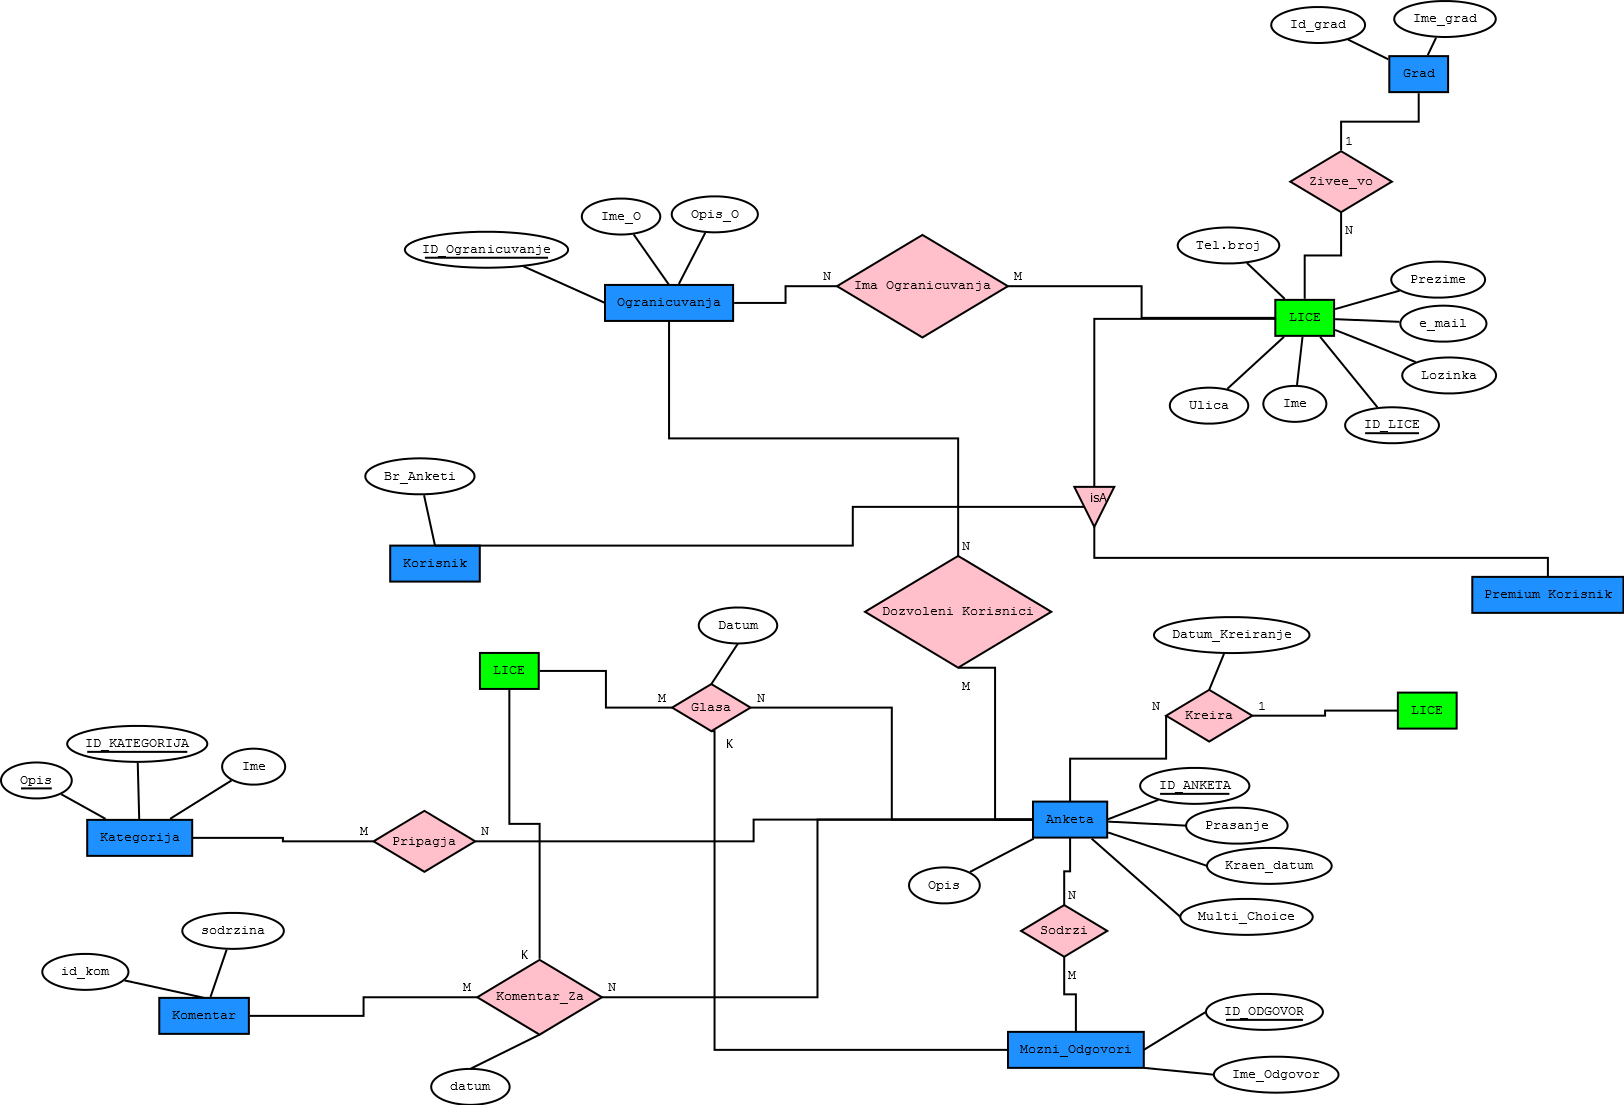 Id_grad
Ime_grad
Grad
1
Zivee_vo
N
Ime_O
Opis_O
ID_Ogranicuvanje
Ogranicuvanja
N
Ima Ogranicuvanja
M
Tel.broj
Prezime
LICE
e_mail
Lozinka
Ulica
Ime
ID_LICE
Br_Anketi
isA
Korisnik
N
Premium Korisnik
Dozvoleni Korisnici
M
Datum
Datum_Kreiranje
LICE
M
Glasa
N
K
N
Kreira
1
LICE
ID_KATEGORIJA
Opis
Ime
Kategorija
M
Pripagja
N
ID_ANKETA
Anketa
Prasanje
Kraen_datum
Opis
Multi_Choice
N
Sodrzi
M
sodrzina
id_kom
Komentar
K
M
Komentar_Za
N
datum
ID_ODGOVOR
Mozni_Odgovori
Ime_Odgovor